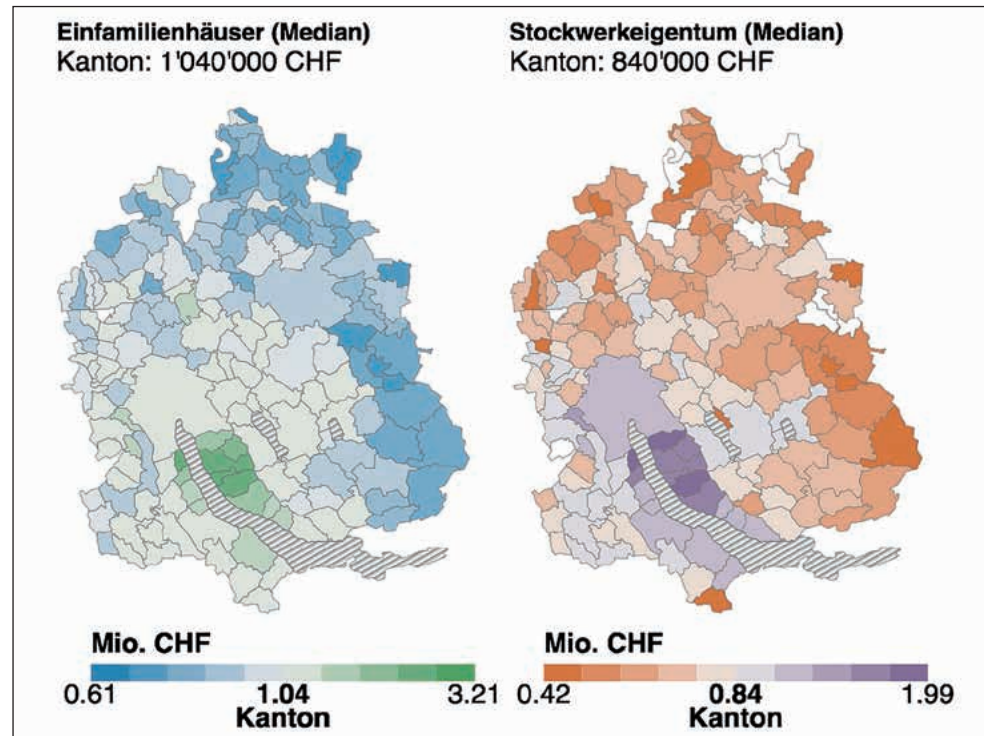 Einfamilienhäuser (Median)
Kanton: 1'040'000 CHF
Stockwerkeigentum (Median)
Kanton: 840'000 CHF
Mio. CHF
0.61 1.04 3.21
Kanton
Mio. CHF
0.42 0.84 1.99
Kanton